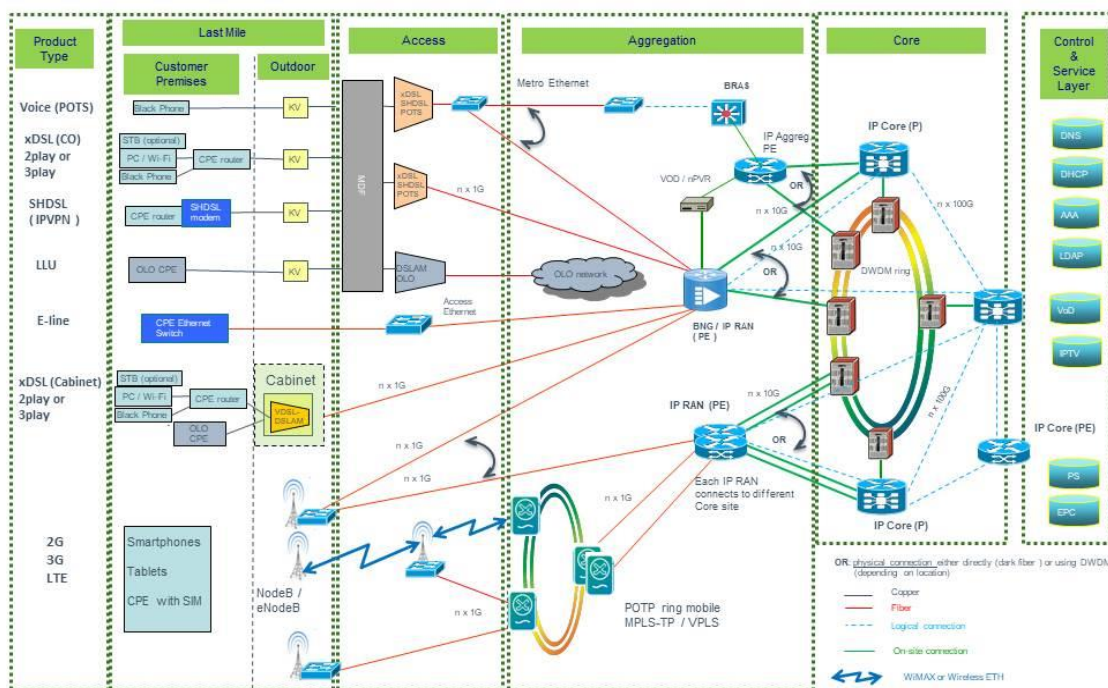 Product
Type
Last Mile
Customer
Premises
Outdoor
Access
Aggregation
Core
Control
&
Service
Layer
Voice (POTS)
Black Phone
KV
xDSL
SHDSL
POTS
Metro Ethernet
BRAS
IP Core (P)
DNS
xDSL (CO)
2play or
3play
STB (optional)
PC / Wi-Fi
Black Phone
CPE router
KV
MDF
IP Aggreg.
PE
OR
DHCP
SHDSL
( IPVPN )
CPE router
SHDSL
modem
KV
xDSL
SHDSL
POTS
n x 1G
VOD / nPVR
n x 10G
n x 10G
n x 100G
AAA
LLU
OLO CPE
KV
DSLAM
OLO
OLO network
OR
DWDM ring
LDAP
E-line
CPE Ethernet
Switch
Access
Ethernet
BNG / IP RAN
( PE )
VoD
IPTV
xDSL (Cabinet)
2play or
3play
STB (optional)
PC / Wi-Fi
Black Phone
CPE router
OLO
CPE
Cabinet
VDSL-
DSLAM
n x 1G
n x 1G
n x 1G
IP RAN (PE)
n x 10G
OR
n x 100G
IP Core (PE)
Each IP RAN
connects to different
Core site
n x 1G
IP Core (P)
PS
EPC
2G
3G
LTE
Smartphones
Tablets
CPE with SIM
NodeB /
eNodeB
n x 1G
POTP ring mobile
MPLS-TP / VPLS
OR: physical connection either directly (dark fiber ) or using DWDM
(depending on location)
Copper
Fiber
Logical connection
On-site connection
WiMAX or Wireless ETH